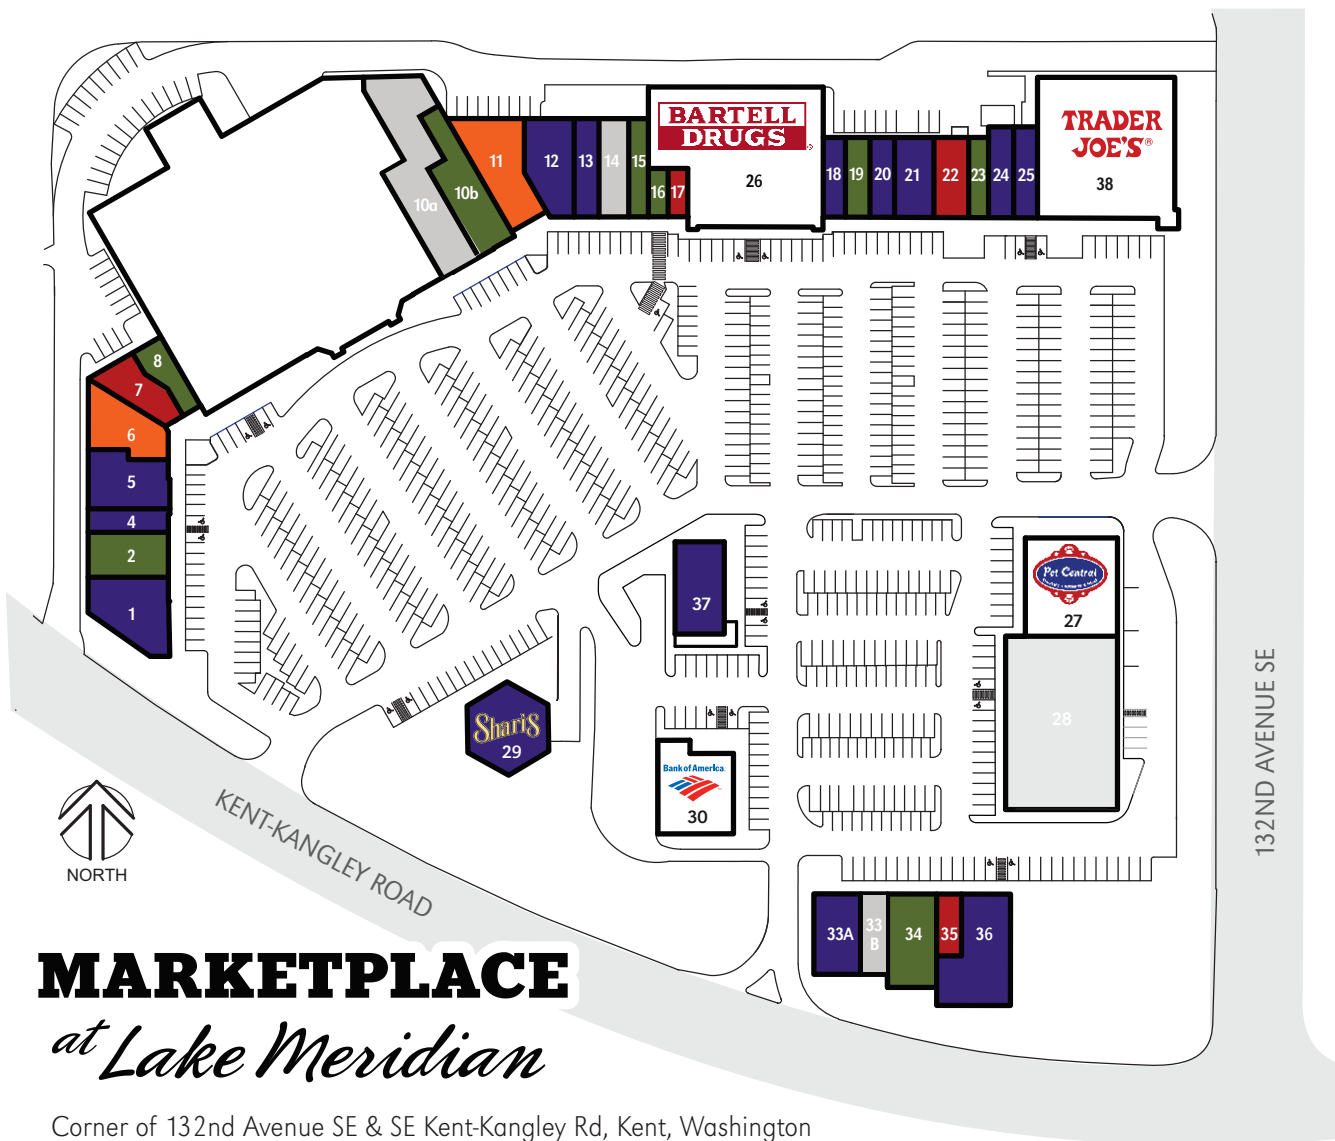 BARTELL
DRUGS
26
TRADER
JOE'S®
38
10a
10b
11
12
13
14
15
16
17
18
19
20
21
22
23
24
25
8
7
6
5
4
2
1
37
Pet Central
27
28
Shari's
29
Bank of America
30
33A
33
B
34
35
36
132ND AVENUE SE
KENT-KANGLEY ROAD
NORTH
MARKETPLACE
at Lake Meridian
Corner of 132nd Avenue SE & SE Kent-Kangley Rd, Kent, Washington